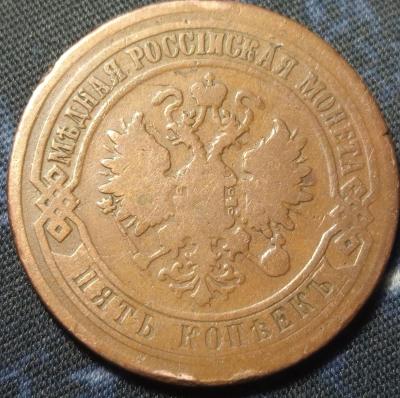 МѢДНАЯ РОССІЙСКАЯ МОНЕТА
ПЯТЬ КОПѢЕКЪ